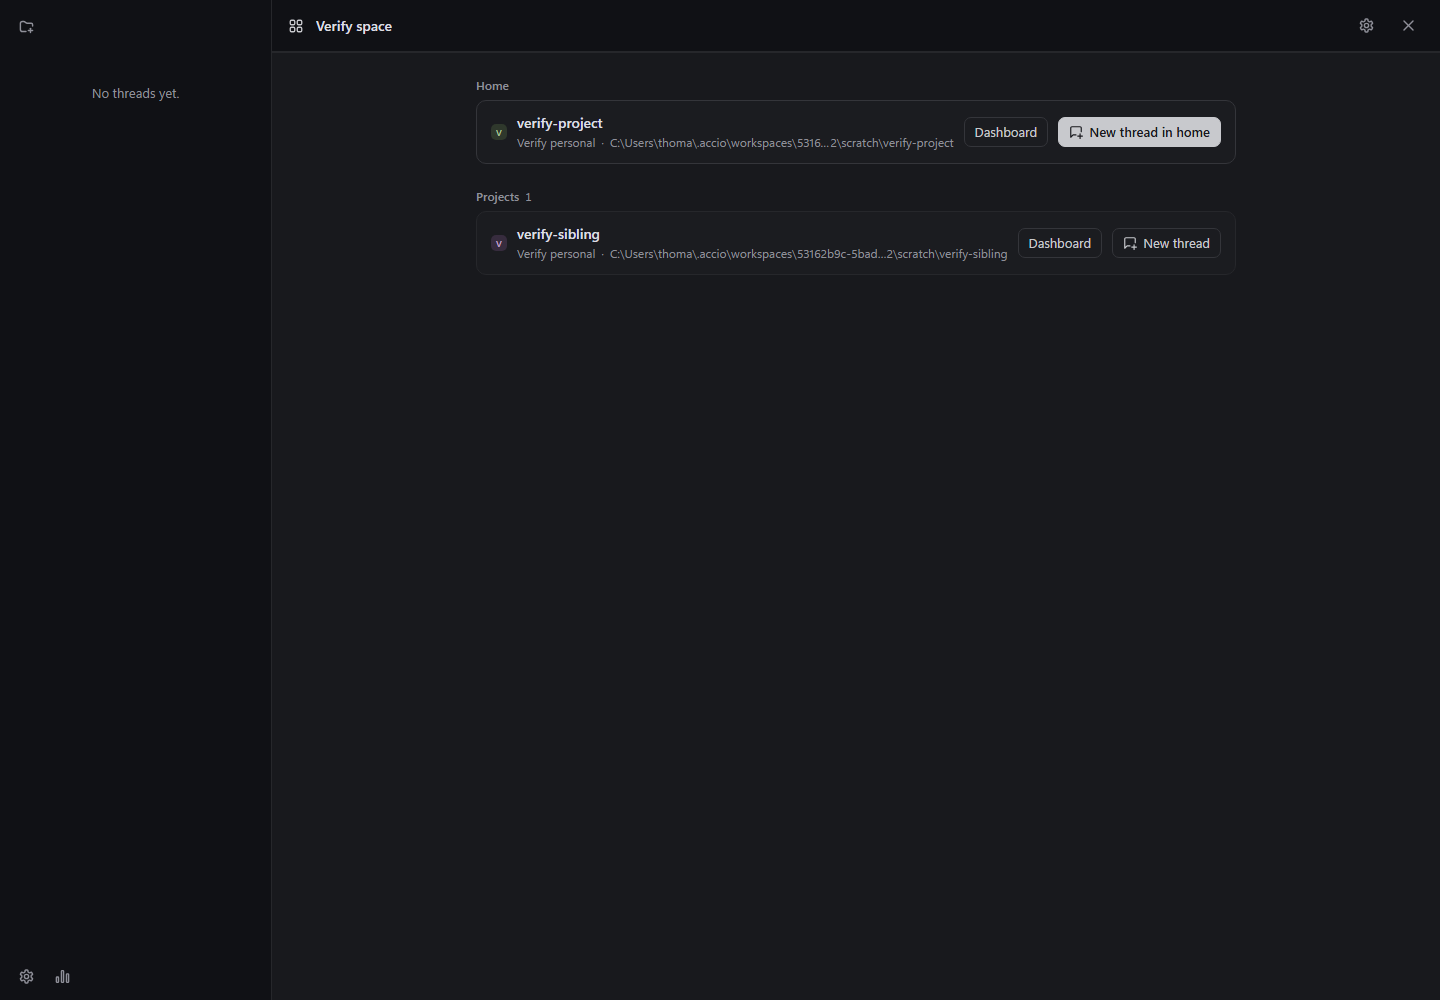 Verify space
No threads yet.
Home
v
verify-project
Verify personal · C:\Users\thoma\.accio\workspaces\5316...2\scratch\verify-project
Dashboard
New thread in home
Projects 1
v
verify-sibling
Verify personal · C:\Users\thoma\.accio\workspaces\53162b9c-5bad...2\scratch\verify-sibling
Dashboard
New thread